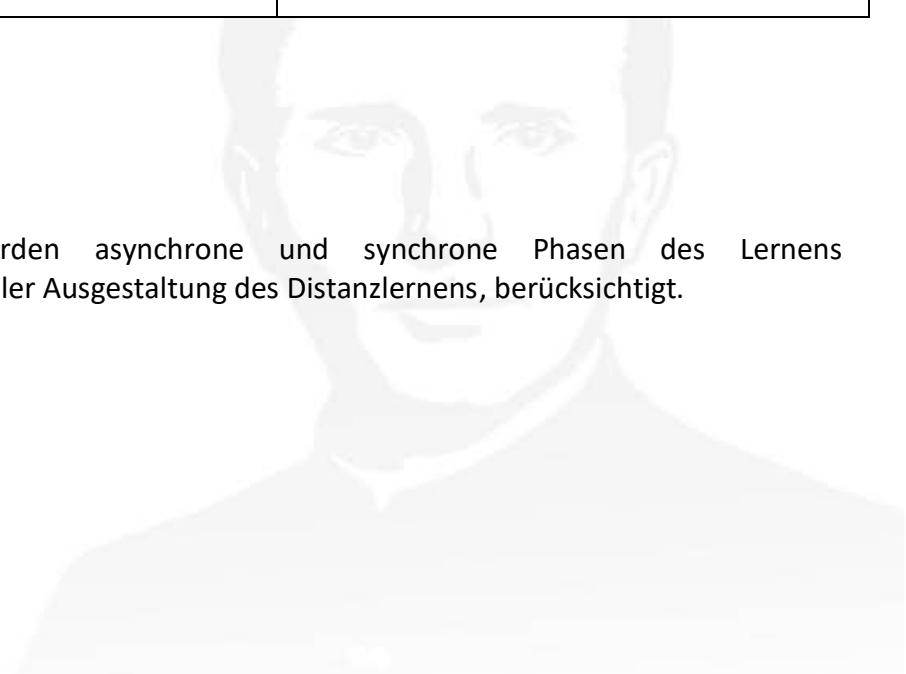 rden asynchrone und synchrone Phasen des Lernens
ler Ausgestaltung des Distanzlernens, berücksichtigt.